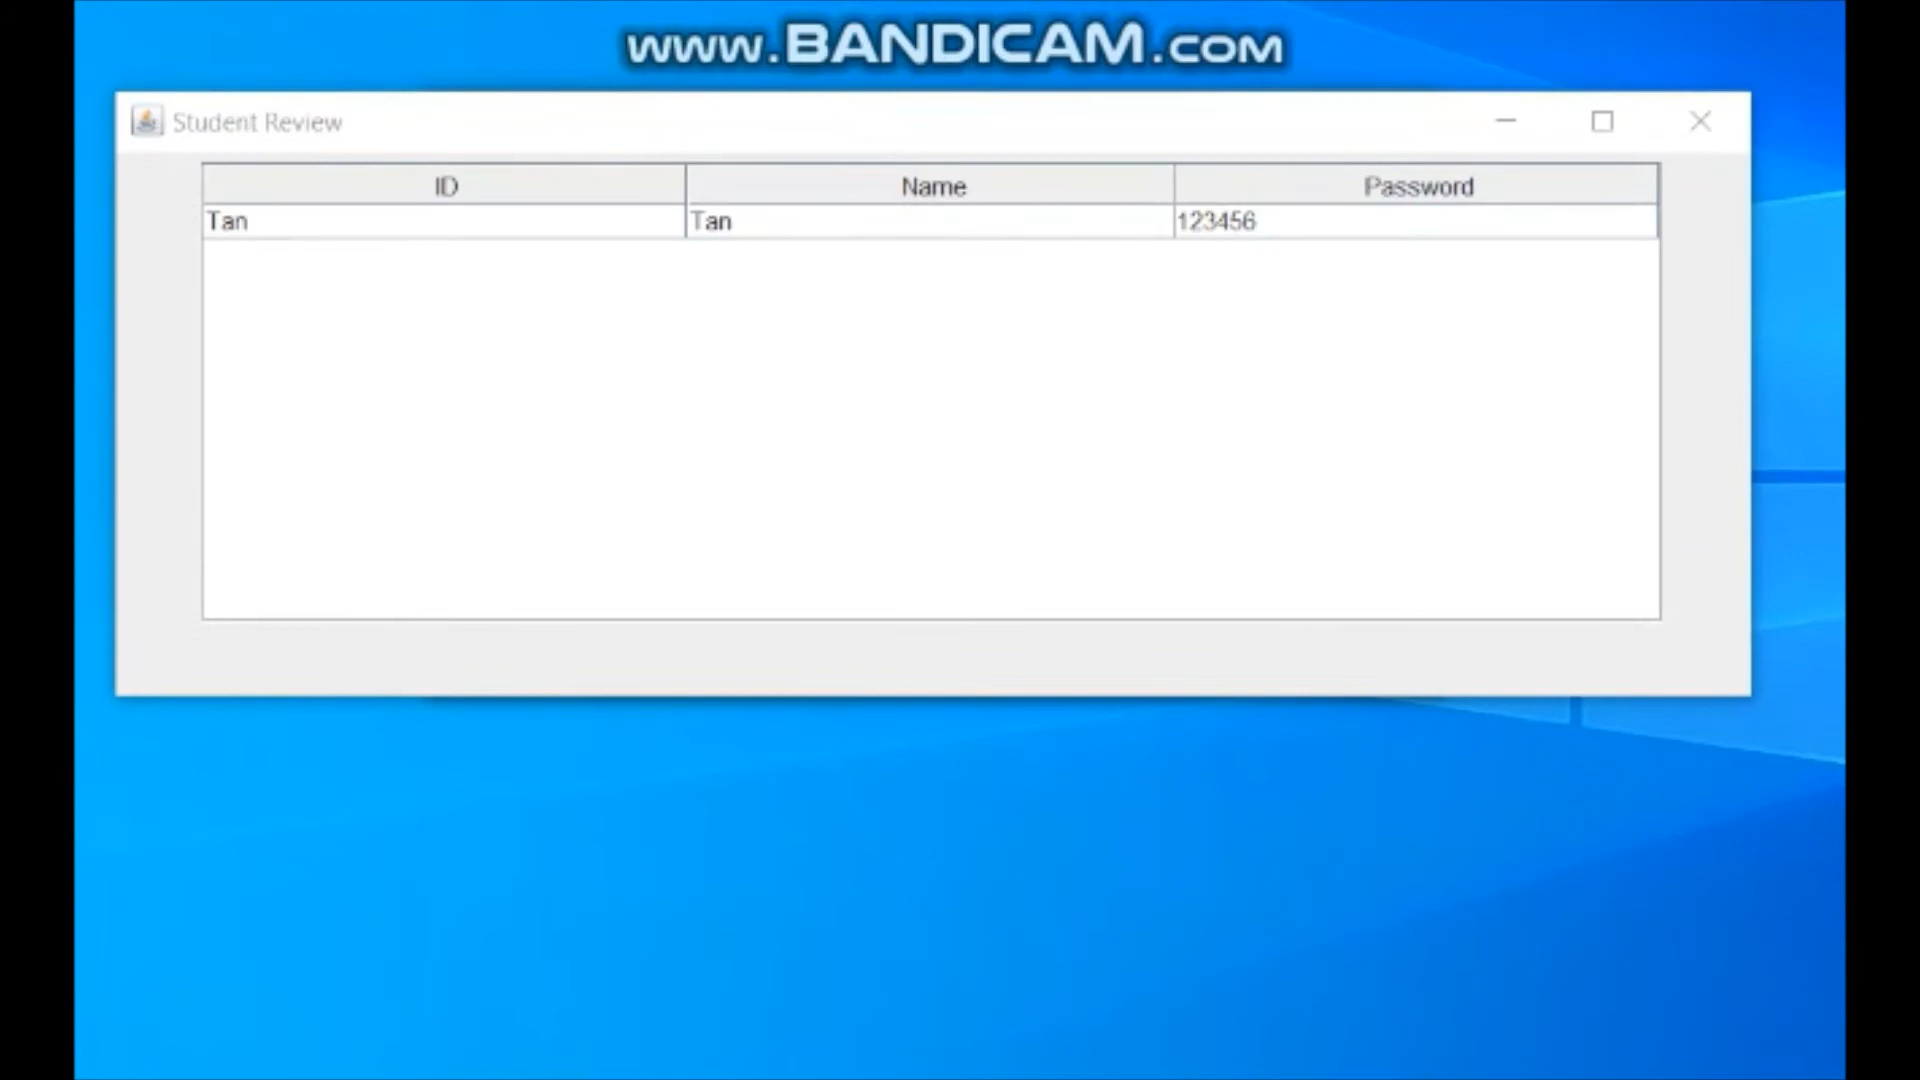 www.BANDICAM.COM
Student Review
ID Name Password
Tan Tan 123456